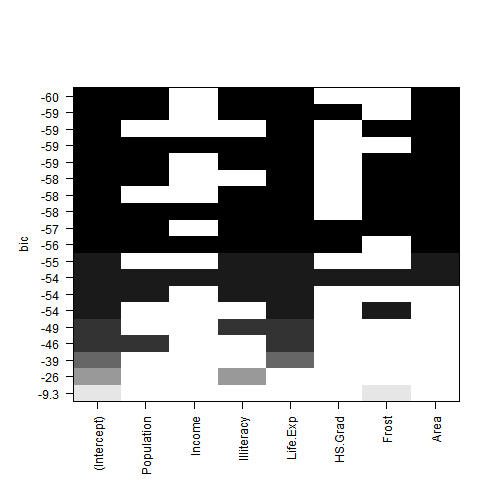 bic
-60
-59
-59
-59
-59
-58
-58
-58
-57
-56
-55
-54
-54
-54
-49
-46
-39
-26
-9.3
(Intercept)
Population
Income
Illiteracy
Life.Exp
HS.Grad
Frost
Area